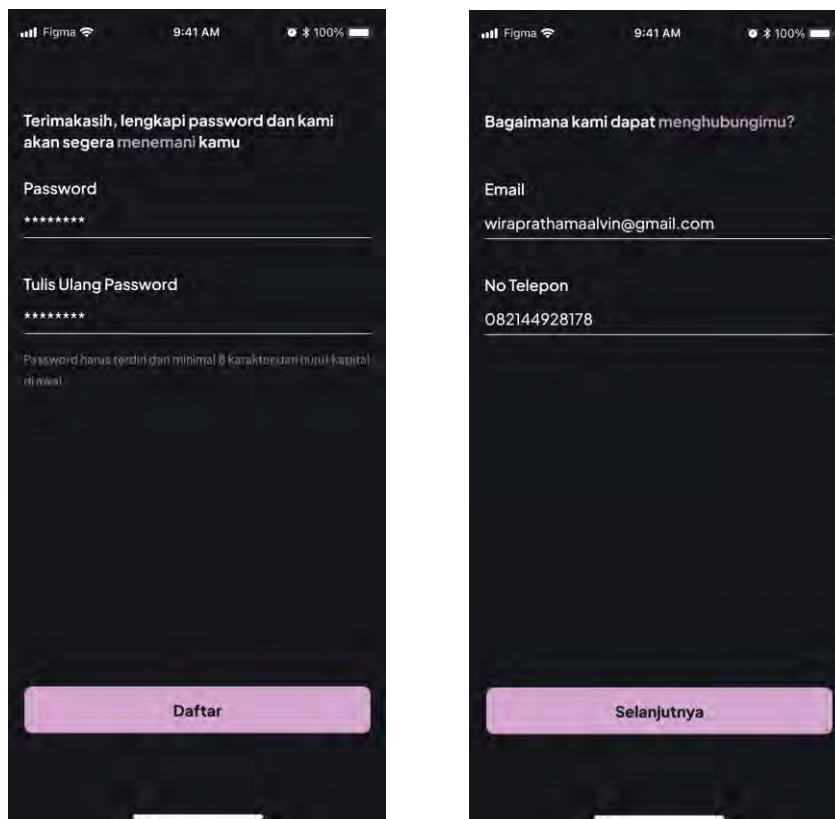 Figma 9:41 AM 100%
Terimakasih, lengkapi password dan kami
akan segera menemani kamu
Password
********
Tulis Ulang Password
********
Password harus terdiri dan minimal 8 karakter dan huruf kapital
di awal
Daftar
Figma 9:41 AM 100%
Bagaimana kami dapat menghubungimu?
Email
wiraprathamaalvin@gmail.com
No Telepon
082144928178
Selanjutnya